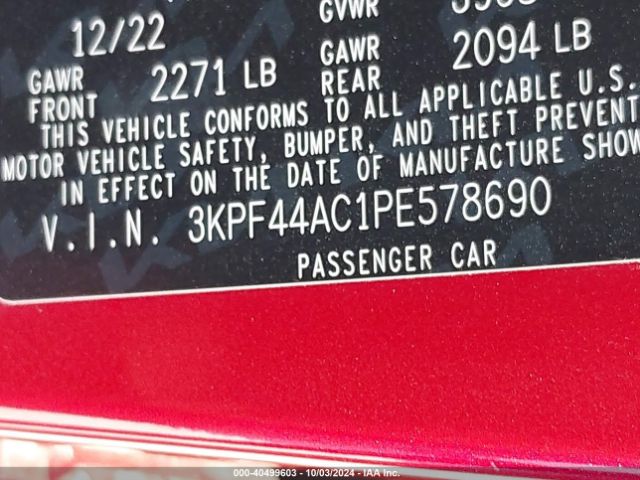 GVWR
12/22
GAWR FRONT 2271 LB GAWR REAR 2094 LB
THIS VEHICLE CONFORMS TO ALL APPLICABLE U.S.
MOTOR VEHICLE SAFETY, BUMPER, AND THEFT PREVENT
IN EFFECT ON THE DATE OF MANUFACTURE SHOW
V.I.N. 3KPF44AC1PE578690
PASSENGER CAR
000-40499603 - 10/03/2024 - IAA Inc.